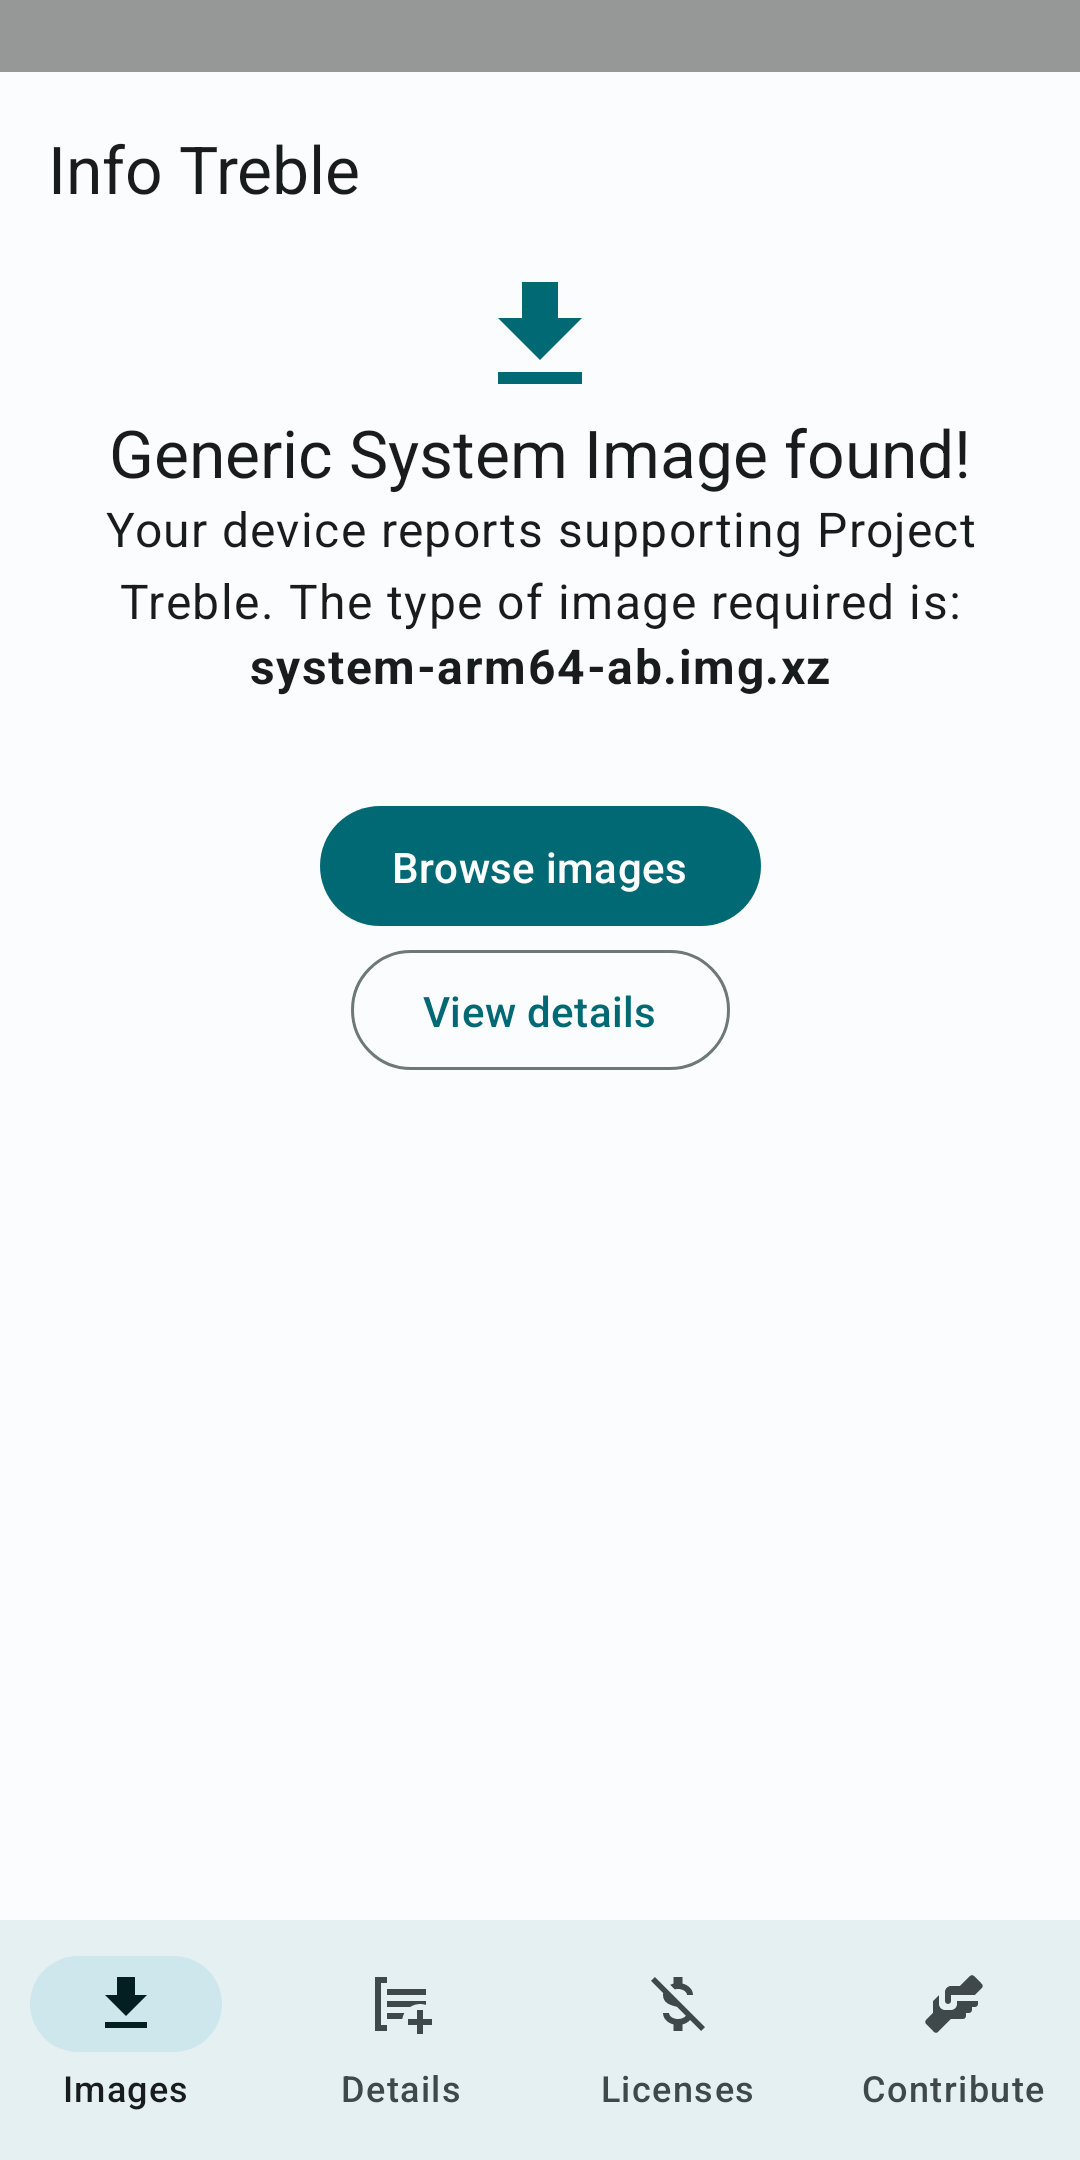 Info Treble
Generic System Image found!
Your device reports supporting Project
Treble. The type of image required is:
system-arm64-ab.img.xz
Browse images
View details
Images
Details
Licenses
Contribute